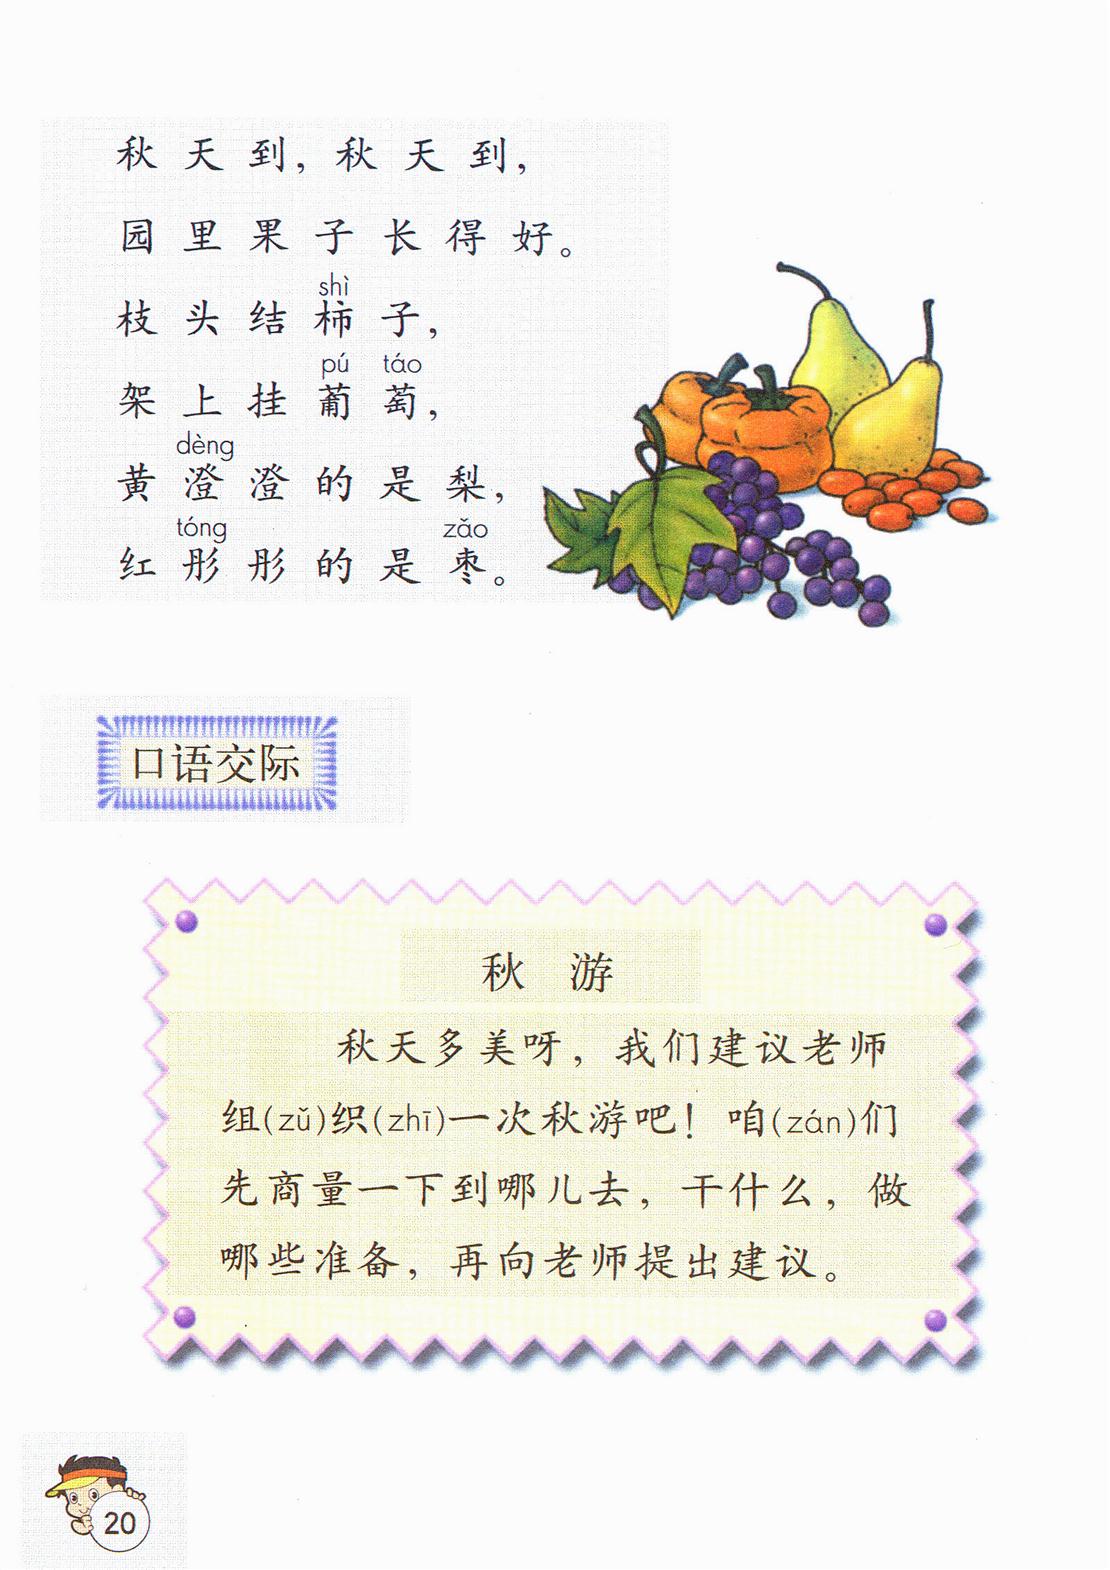 秋天到，秋天到，
园里果子长得好。
shì
枝头结柿子，
pú táo
架上挂葡萄，
dèng
黄澄澄的是梨，
tóng zǎo
红彤彤的是枣。
口语交际
秋 游
秋天多美呀，我们建议老师
组(zǔ)织(zhī)一次秋游吧！咱(zán)们
先商量一下到哪儿去，干什么，做
哪些准备，再向老师提出建议。
20